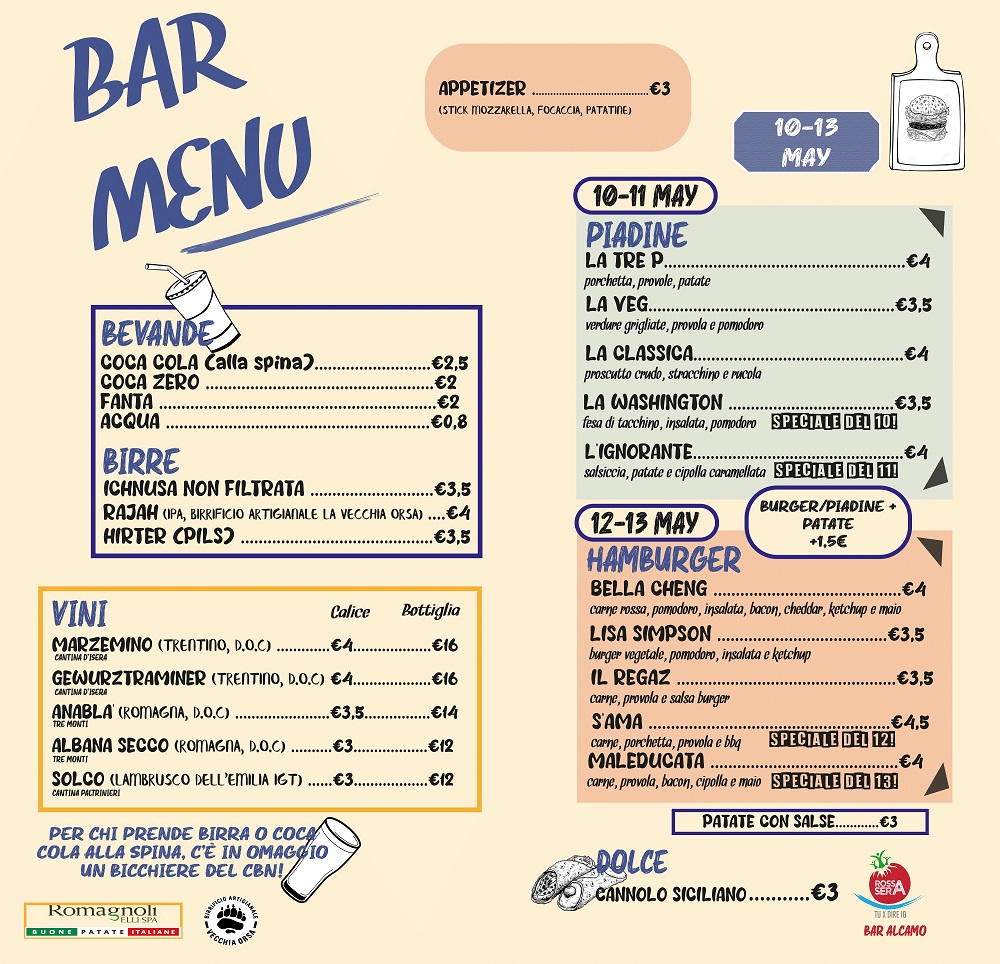 BAR
MENU
APPETIZER ........................................€3
(STICK MOZZARELLA, FOCACCIA, PATATINE)
10-13
MAY
BEVANDE
COCA COLA (alla spina)........................€2,5
COCA ZERO ................................................€2
FANTA .........................................................€2
ACQUA .......................................................€0,8
BIRRE
ICHNUSA NON FILTRATA ..........................€3,5
RAJAH (IPA, BIRRIFICIO ARTIGIANALE LA VECCHIA ORSA) ....€4
HIRTER (PILS) ..........................................€3,5
VINI Calice Bottiglia
MARZEMINO (TRENTINO, D.O.C) ............€4.................€16
CANTINA D'ISERA
GEWURZTRAMINER (TRENTINO, D.O.C) €4.................€16
CANTINA D'ISERA
ANABLA' (ROMAGNA, D.O.C) .....................€3,5..............€14
TRE MONTI
ALBANA SECCO (ROMAGNA, D.O.C) ...........€3................€12
TRE MONTI
SOLCO (LAMBRUSCO DELL'EMILIA IGT) ......€3................€12
CANTINA PALTRINIERI
PER CHI PRENDE BIRRA O COCA
COLA ALLA SPINA, C'È IN OMAGGIO
UN BICCHIERE DEL CBN!
Romagnoli
F.LLI SPA
BUONE PATATE ITALIANE
BIRRIFICIO ARTIGIANALE
VECCHIA ORSA
10-11 MAY
PIADINE
LA TRE P..................................................€4
porchetta, provole, patate
LA VEG...................................................€3,5
verdure grigliate, provola e pomodoro
LA CLASSICA...........................................€4
proscutto crudo, stracchino e rucola
LA WASHINGTON ...................................€3,5
fesa di tacchino, insalata, pomodoro SPECIALE DEL 10!
L'IGNORANTE...........................................€4
salsiccia, patate e cipolla caramellata SPECIALE DEL 11!
BURGER/PIADINE +
PATATE
+1,5€
12-13 MAY
HAMBURGER
BELLA CHENG ........................................€4
carne rossa, pomodoro, insalata, bacon, cheddar, ketchup e maio
LISA SIMPSON ....................................€3,5
burger vegetale, pomodoro, insalata e ketchup
IL REGAZ ..............................................€3,5
carne, provola e salsa burger
S'AMA ..................................................€4,5
carne, porchetta, provola e bbq SPECIALE DEL 12!
MALEDUCATA ..........................................€4
carne, provola, bacon, cipolla e maio SPECIALE DEL 13!
PATATE CON SALSE............€3
DOLCE
CANNOLO SICILIANO...........€3
ROSSA
SERA
TU X DIRE IO
BAR ALCAMO